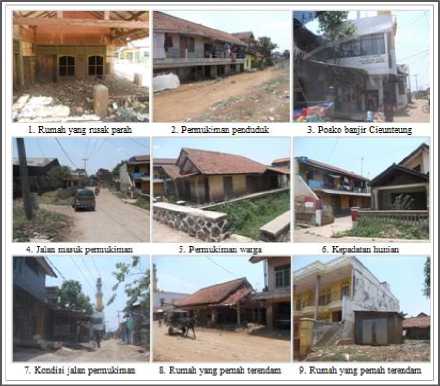 1. Rumah yang rusak parah
2. Permukiman penduduk
3. Posko banjir Cieunteung
4. Jalan masuk permukiman
5. Permukiman warga
6. Kepadatan hunian
7. Kondisi jalan permukiman
8. Rumah yang pernah terendam
9. Rumah yang pernah terendam